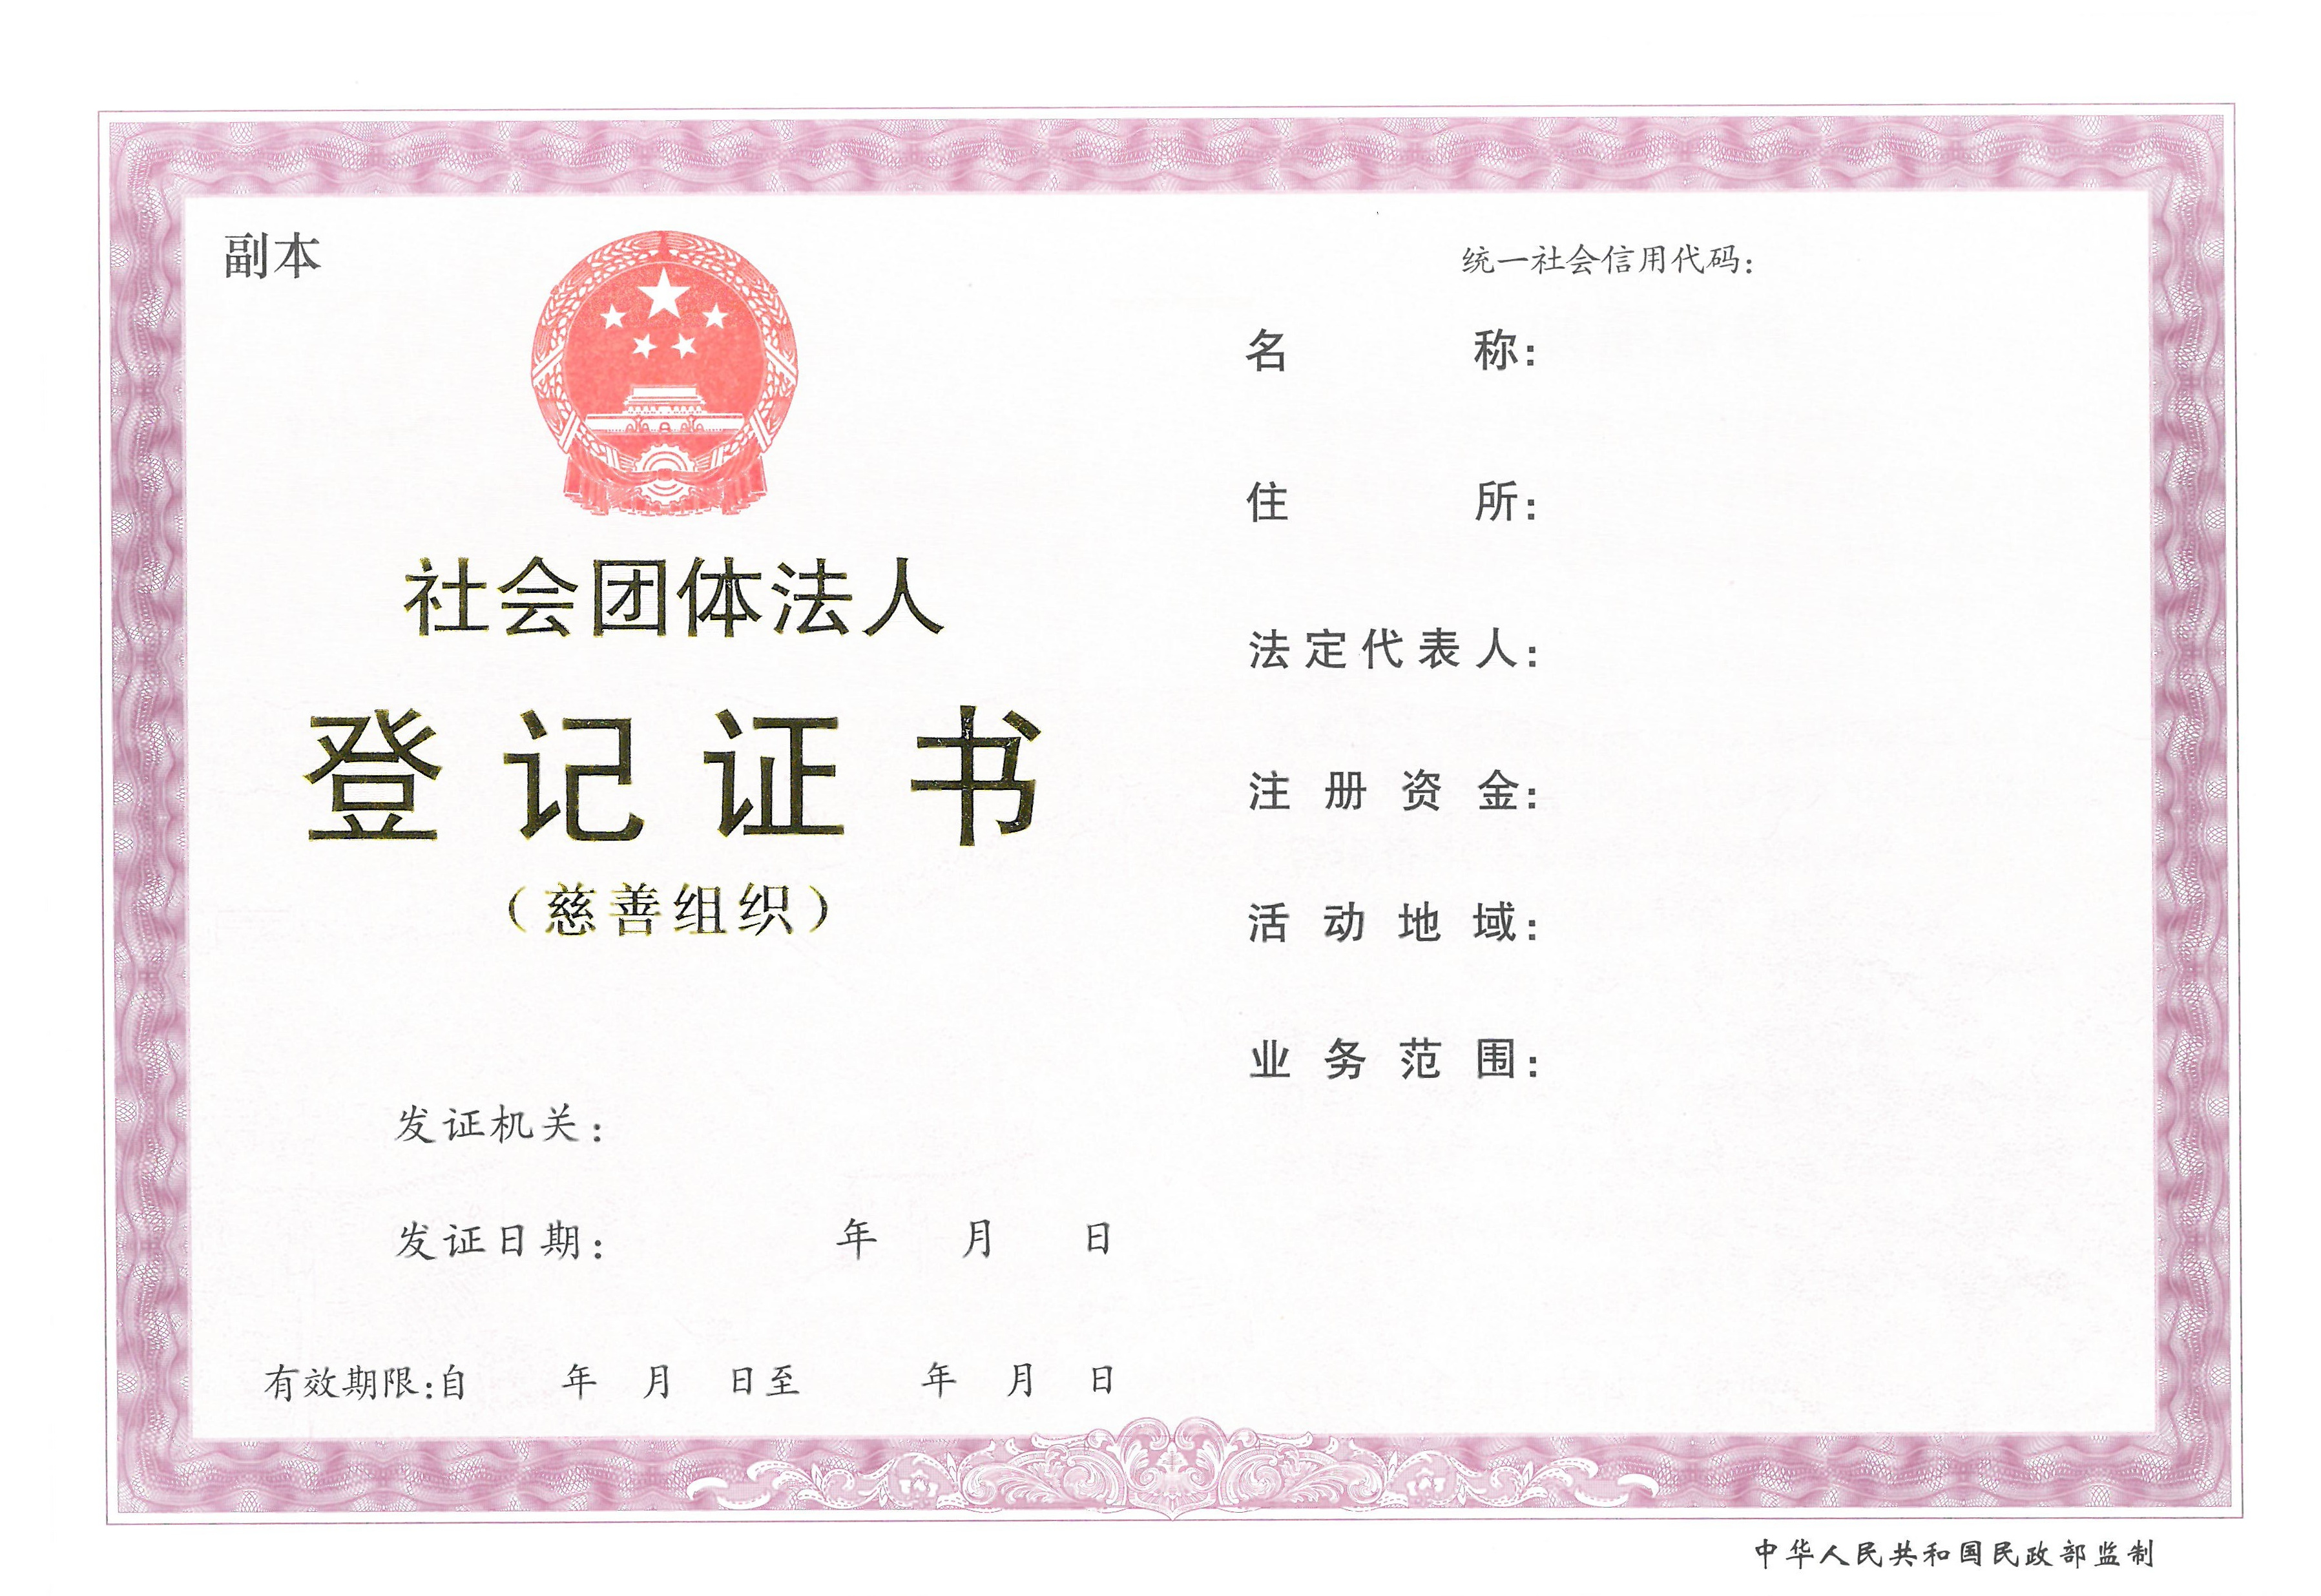 副本
社会团体法人
登记证书
（慈善组织）
发证机关：
发证日期：　　年　月　日
有效期限:自　年　月　日至　年　月　日
统一社会信用代码：
名称：
住所：
法定代表人：
注册资金：
活动地域：
业务范围：
中华人民共和国民政部监制